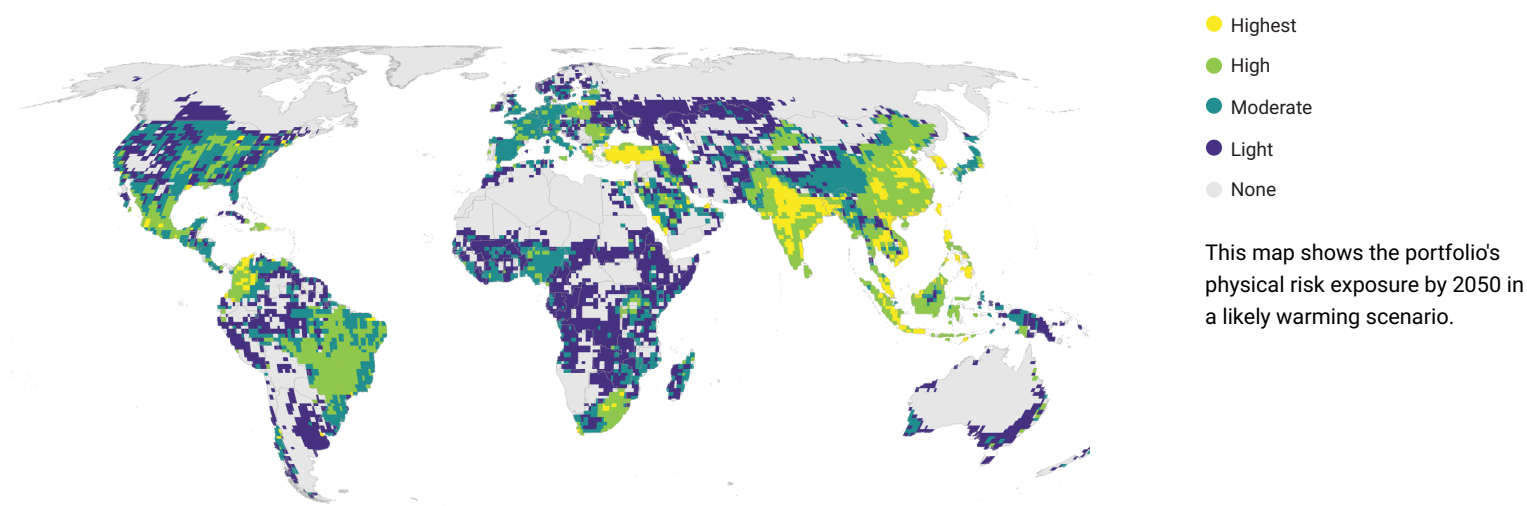 Highest
High
Moderate
Light
None
This map shows the portfolio's
physical risk exposure by 2050 in
a likely warming scenario.